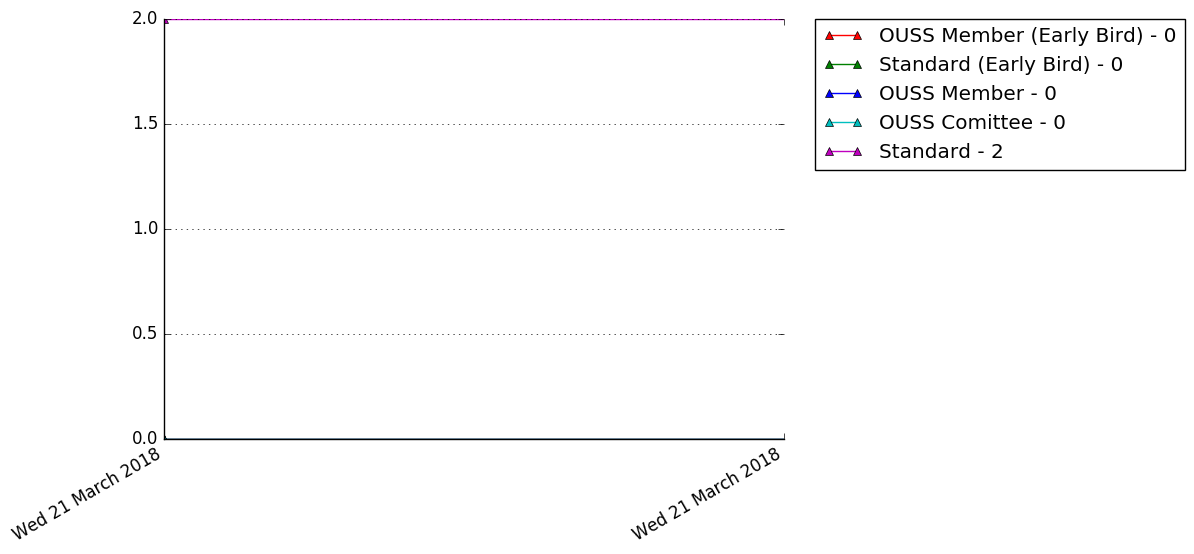 2.0
1.5
1.0
0.5
0.0
Wed 21 March 2018
Wed 21 March 2018
OUSS Member (Early Bird) - 0
Standard (Early Bird) - 0
OUSS Member - 0
OUSS Comittee - 0
Standard - 2